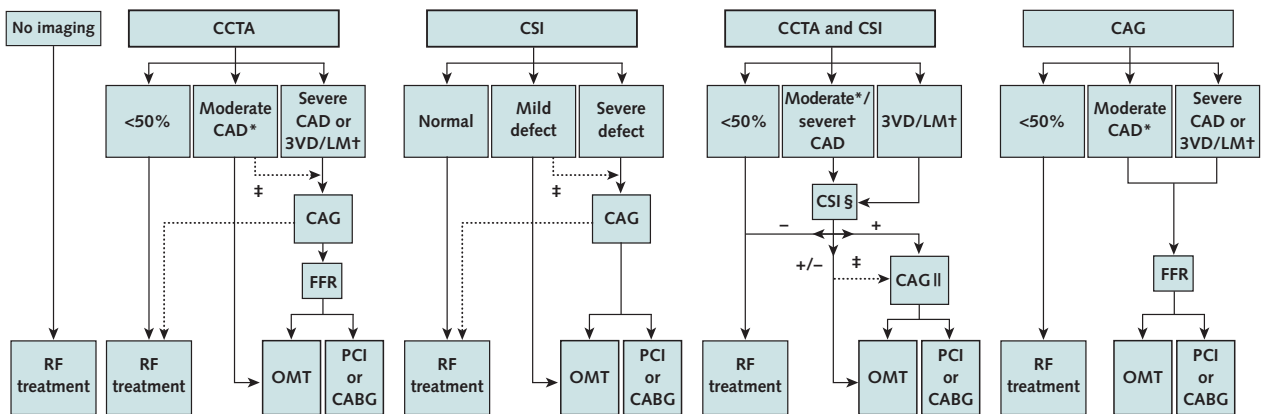 No imaging
CCTA
CSI
CCTA and CSI
CAG
<50%
Moderate
CAD*
Severe
CAD or
3VD/LM†
Normal
Mild
defect
Severe
defect
<50%
Moderate*/
severe†
CAD
3VD/LM†
<50%
Moderate
CAD*
Severe
CAD or
3VD/LM†
‡
CAG
‡
CAG
CSI §
–
+
+/–
‡
CAG ||
FFR
FFR
RF
treatment
RF
treatment
OMT
PCI
or
CABG
RF
treatment
OMT
PCI
or
CABG
RF
treatment
OMT
PCI
or
CABG
RF
treatment
OMT
PCI
or
CABG